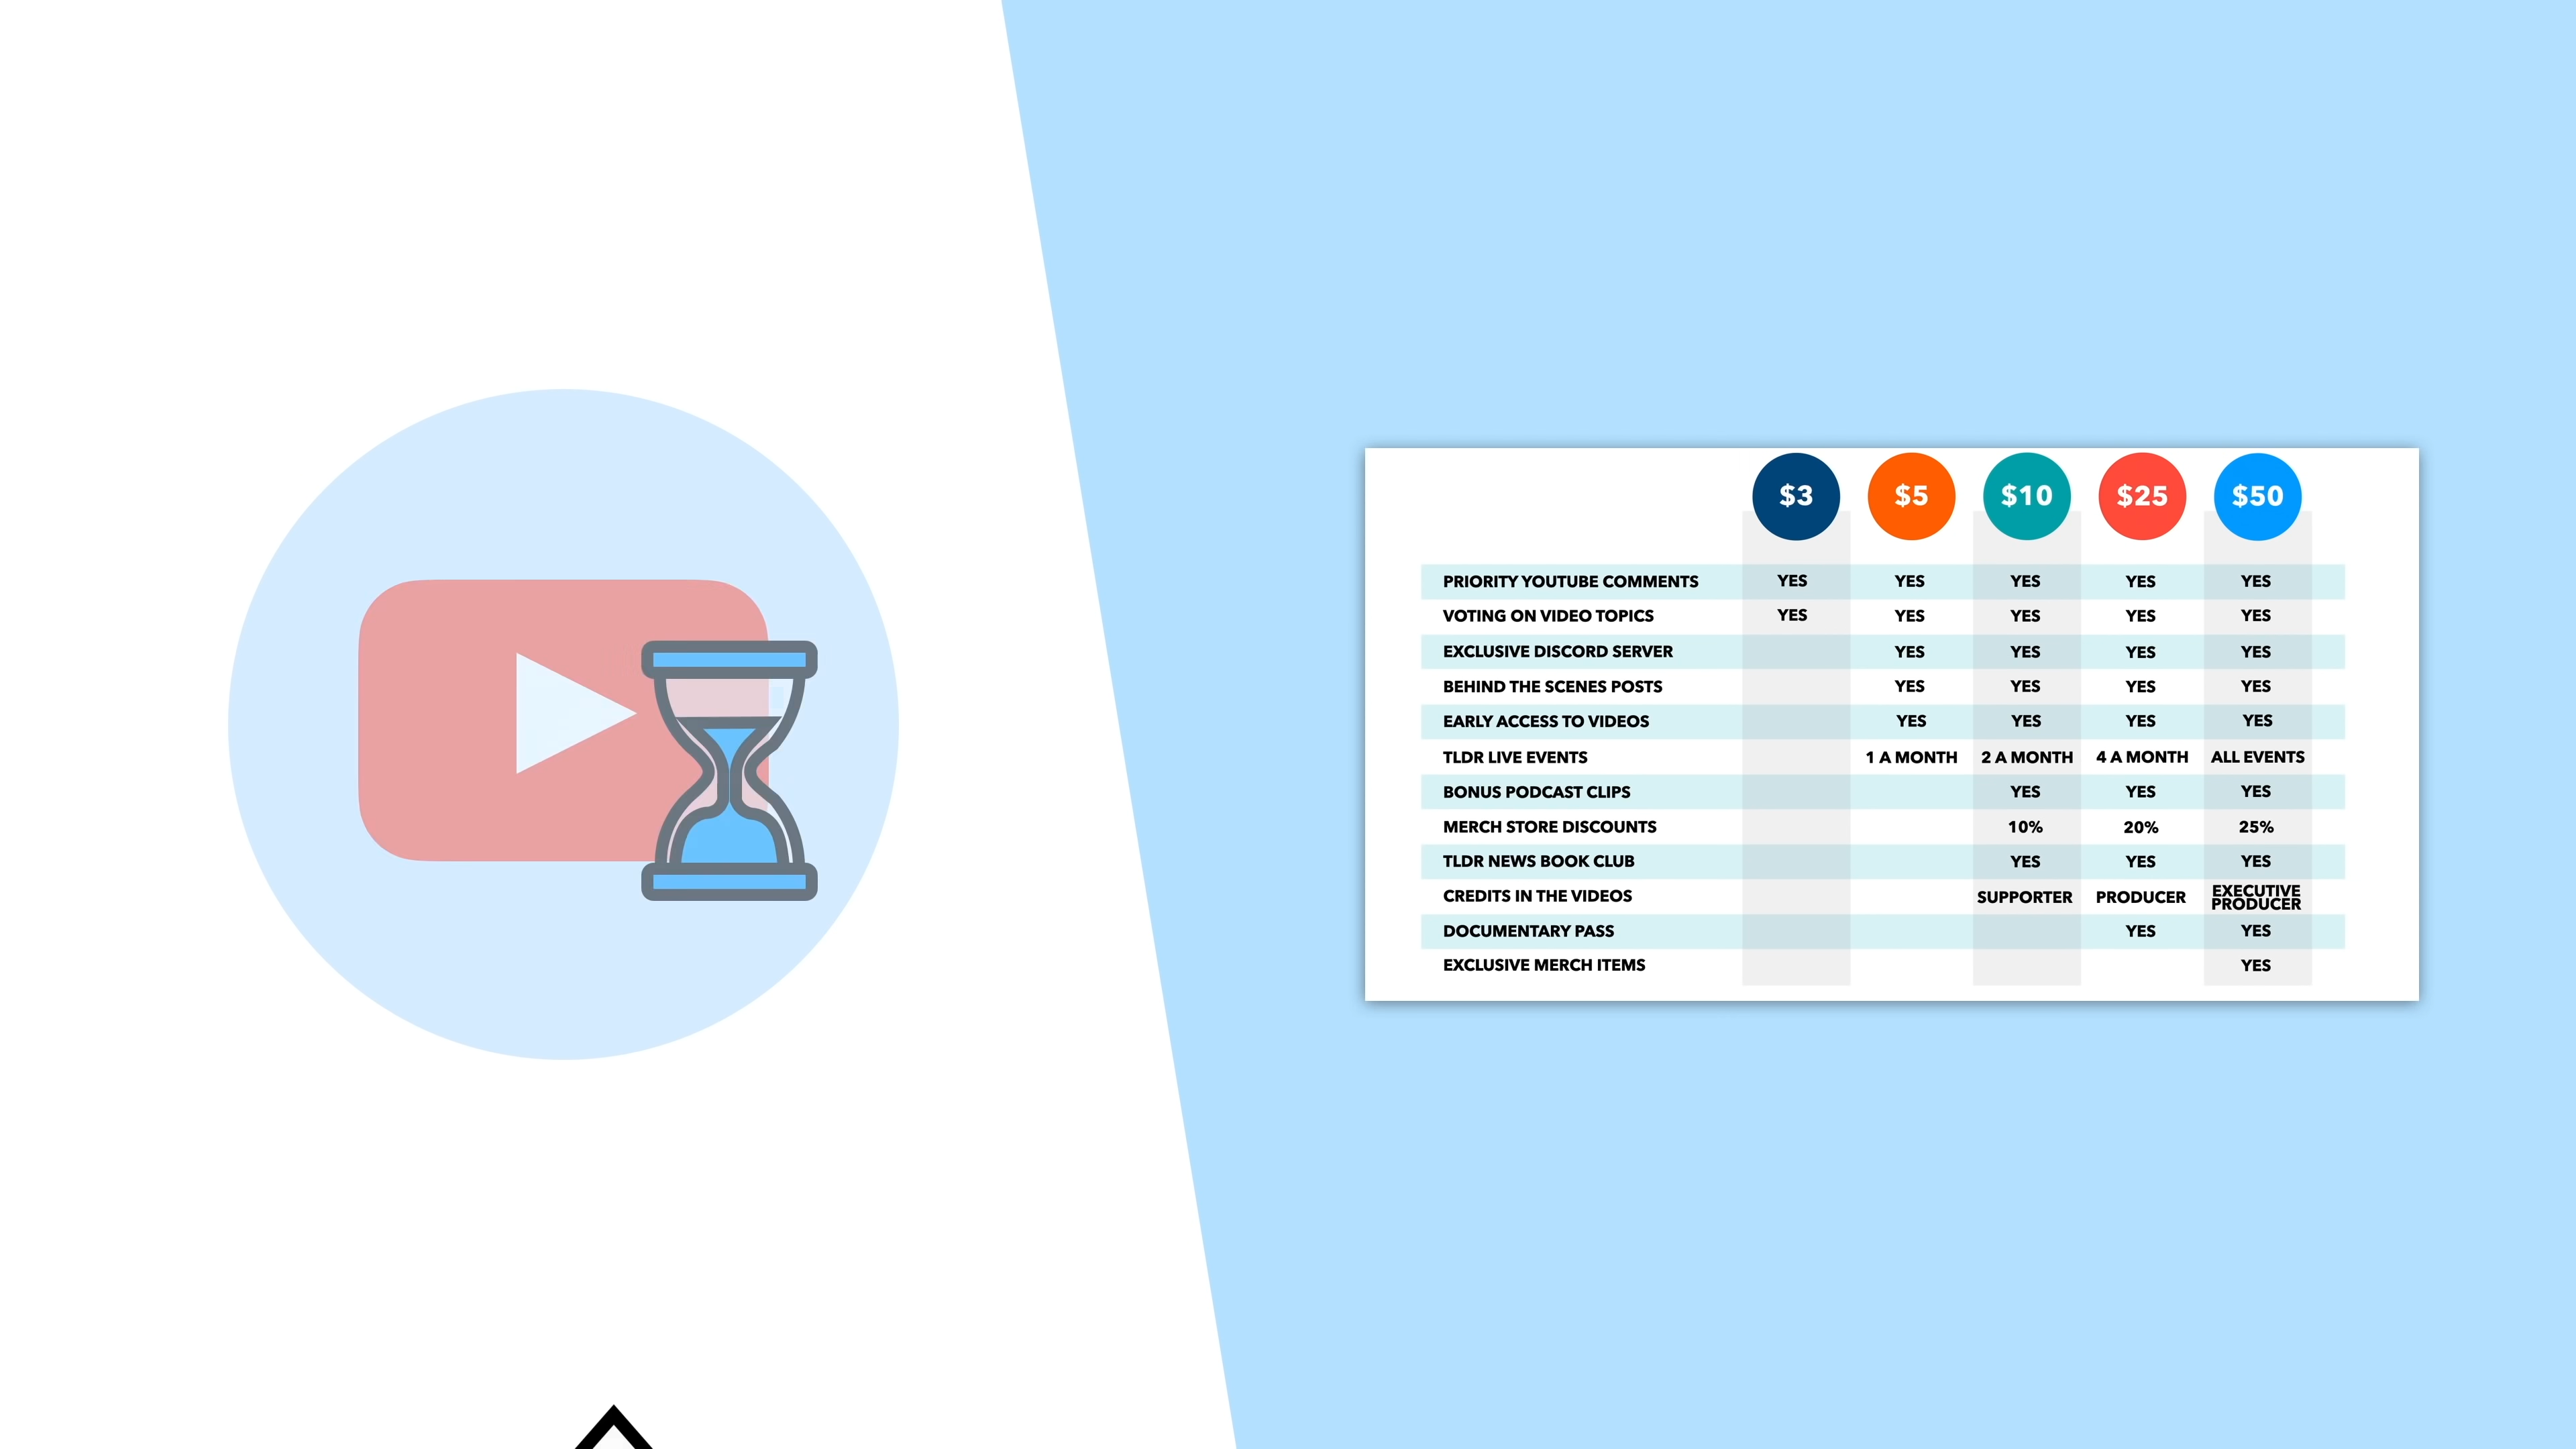 $3 $5 $10 $25 $50
PRIORITY YOUTUBE COMMENTS YES YES YES YES YES
VOTING ON VIDEO TOPICS YES YES YES YES YES
EXCLUSIVE DISCORD SERVER YES YES YES YES
BEHIND THE SCENES POSTS YES YES YES YES
EARLY ACCESS TO VIDEOS YES YES YES YES
TLDR LIVE EVENTS 1 A MONTH 2 A MONTH 4 A MONTH ALL EVENTS
BONUS PODCAST CLIPS YES YES YES
MERCH STORE DISCOUNTS 10% 20% 25%
TLDR NEWS BOOK CLUB YES YES YES
CREDITS IN THE VIDEOS SUPPORTER PRODUCER EXECUTIVE PRODUCER
DOCUMENTARY PASS YES YES
EXCLUSIVE MERCH ITEMS YES